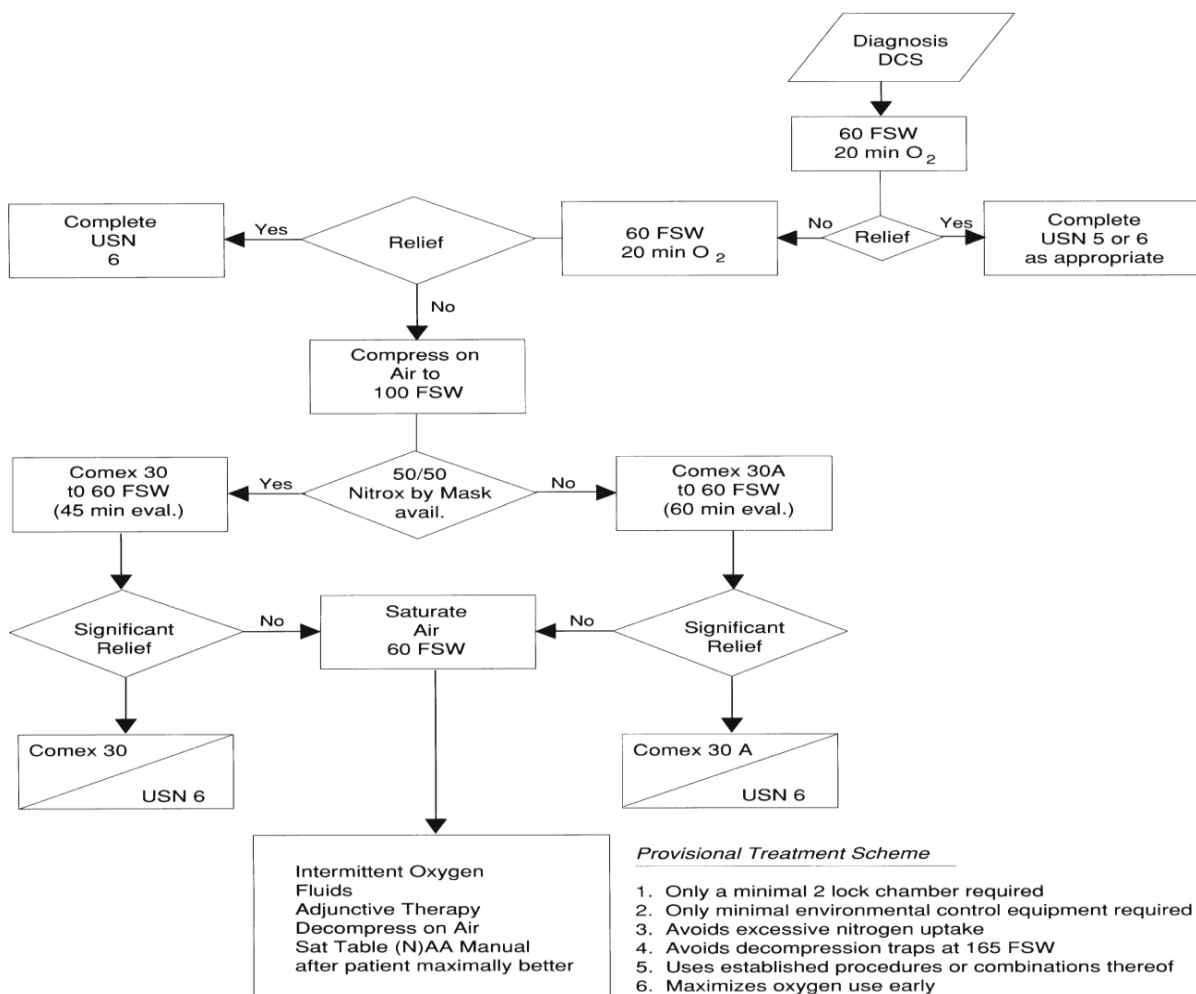 Diagnosis
DCS
60 FSW
20 min O2
Relief
Yes
Complete
USN 5 or 6
as appropriate
No
60 FSW
20 min O2
Relief
Yes
Complete
USN
6
No
Compress on
Air to
100 FSW
50/50
Nitrox by Mask
avail.
Yes
Comex 30
t0 60 FSW
(45 min eval.)
No
Comex 30A
t0 60 FSW
(60 min eval.)
Significant
Relief
No
Saturate
Air
60 FSW
No
Significant
Relief
Comex 30
USN 6
Comex 30 A
USN 6
Intermittent Oxygen
Fluids
Adjunctive Therapy
Decompress on Air
Sat Table (N)AA Manual
after patient maximally better
Provisional Treatment Scheme
1. Only a minimal 2 lock chamber required
2. Only minimal environmental control equipment required
3. Avoids excessive nitrogen uptake
4. Avoids decompression traps at 165 FSW
5. Uses established procedures or combinations thereof
6. Maximizes oxygen use early